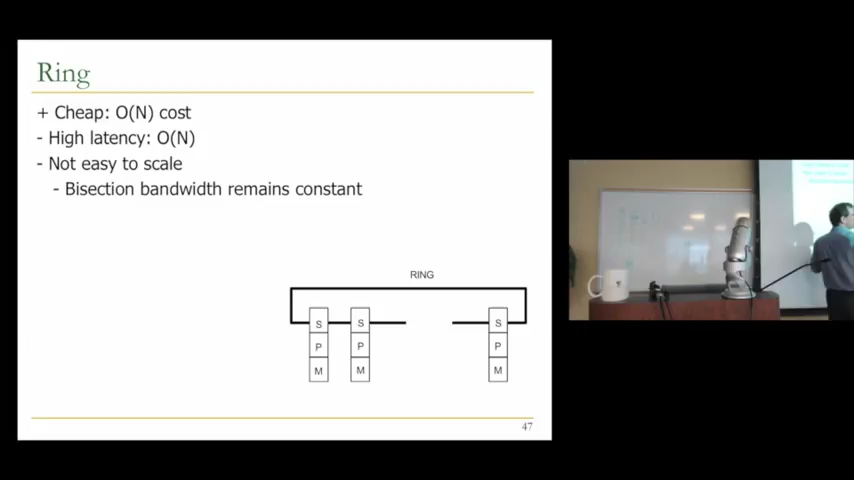 Ring
+ Cheap: O(N) cost
- High latency: O(N)
- Not easy to scale
- Bisection bandwidth remains constant
RING
S S S
P P P
M M M
47